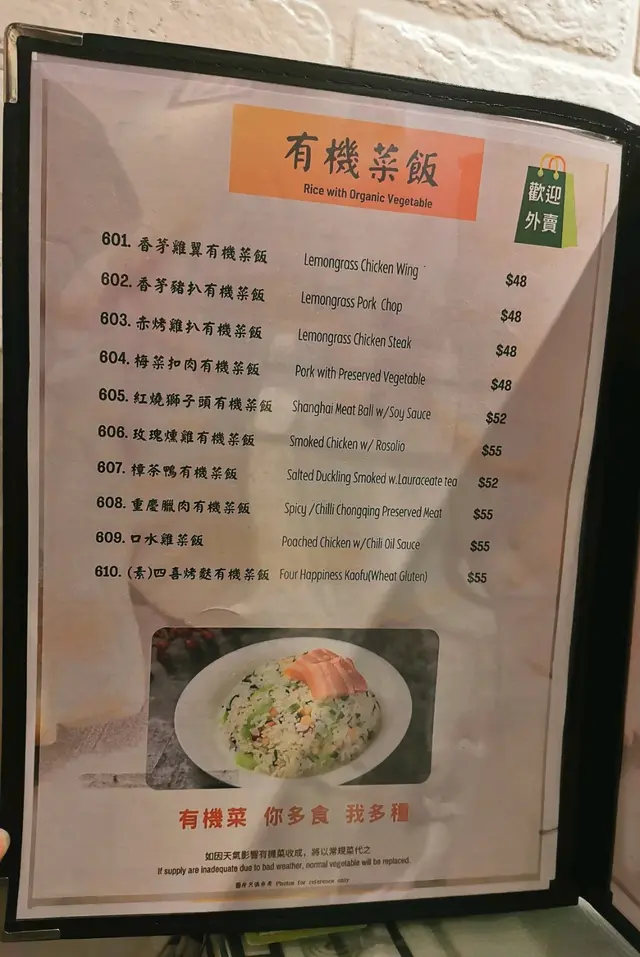 有機菜飯
Rice with Organic Vegetable
歡迎
外賣
601. 香茅雞翼有機菜飯 Lemongrass Chicken Wing $48
602. 香茅豬扒有機菜飯 Lemongrass Pork Chop $48
603. 赤烤雞扒有機菜飯 Lemongrass Chicken Steak $48
604. 梅菜扣肉有機菜飯 Pork with Preserved Vegetable $48
605. 紅燒獅子頭有機菜飯 Shanghai Meat Ball w/Soy Sauce $52
606. 玫瑰燻雞有機菜飯 Smoked Chicken w/ Rosolio $55
607. 樟茶鴨有機菜飯 Salted Duckling Smoked w.Lauraceate tea $52
608. 重慶臘肉有機菜飯 Spicy /Chilli Chongqing Preserved Meat $55
609. 口水雞菜飯 Poached Chicken w/Chili Oil Sauce $55
610. (素)四喜烤麩有機菜飯 Four Happiness Kaofu(Wheat Gluten) $55
有機菜 你多食 我多種
如因天氣影響有機菜收成，將以常規菜代之
If supply are inadequate due to bad weather, normal vegetable will be replaced.
圖片只供參考 Photos for reference only